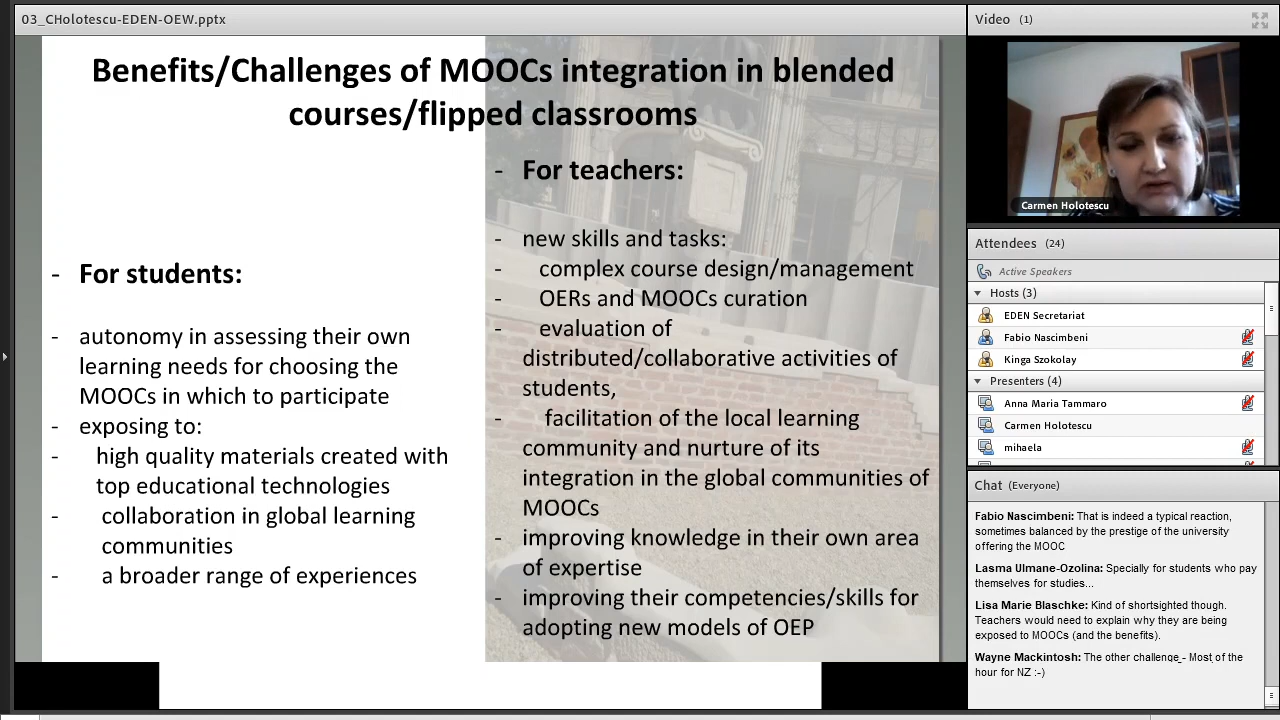 03_CHolotescu-EDEN-OEW.pptx
Benefits/Challenges of MOOCs integration in blended
courses/flipped classrooms
- For students:
- autonomy in assessing their own
learning needs for choosing the
MOOCs in which to participate
- exposing to:
- high quality materials created with
top educational technologies
- collaboration in global learning
communities
- a broader range of experiences
- For teachers:
- new skills and tasks:
- complex course design/management
- OERs and MOOCs curation
- evaluation of
distributed/collaborative activities of
students,
- facilitation of the local learning
community and nurture of its
integration in the global communities of
MOOCs
- improving knowledge in their own area
of expertise
- improving their competencies/skills for
adopting new models of OEP
Video (1)
Carmen Holotescu
Attendees (24)
Active Speakers
Hosts (3)
EDEN Secretariat
Fabio Nascimbeni
Kinga Szokolay
Presenters (4)
Anna Maria Tammaro
Carmen Holotescu
mihaela
Chat (Everyone)
Fabio Nascimbeni: That is indeed a typical reaction,
sometimes balanced by the prestige of the university
offering the MOOC
Lasma Ulmane-Ozolina: Specially for students who pay
themselves for studies...
Lisa Marie Blaschke: Kind of shortsighted though.
Teachers would need to explain why they are being
exposed to MOOCs (and the benefits).
Wayne Mackintosh: The other challenge - Most of the
hour for NZ :-)